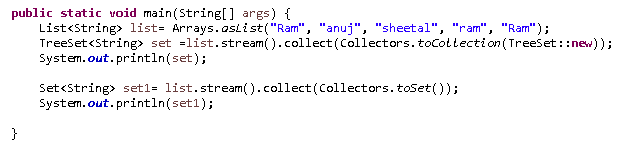 public static void main(String[] args) {
List<String> list= Arrays.asList("Ram", "anuj", "sheetal", "ram", "Ram");
TreeSet<String> set =list.stream().collect(Collectors.toCollection(TreeSet::new));
System.out.println(set);
Set<String> set1= list.stream().collect(Collectors.toSet());
System.out.println(set1);
}